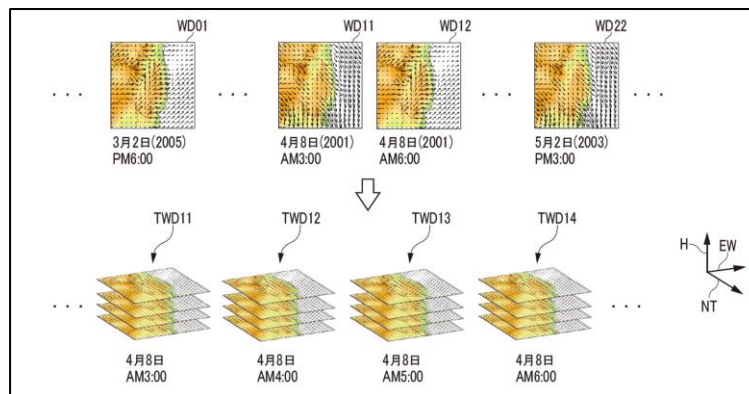 WD01 WD11 WD12 WD22
3月2日(2005) 4月8日(2001) 4月8日(2001) 5月2日(2003)
PM6:00 AM3:00 AM6:00 PM3:00
TWD11 TWD12 TWD13 TWD14
H EW
NT
4月8日 4月8日 4月8日 4月8日
AM3:00 AM4:00 AM5:00 AM6:00